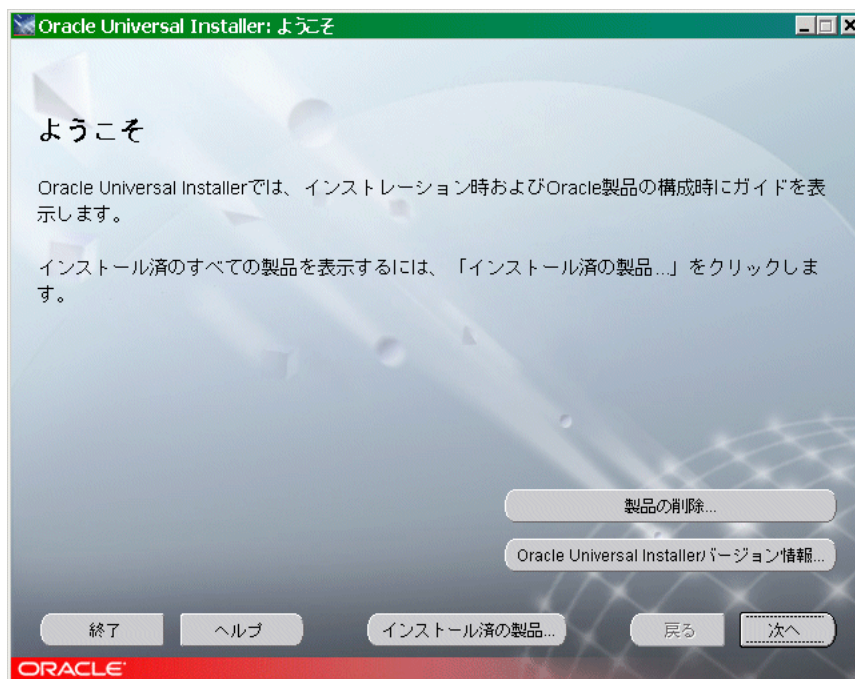 Oracle Universal Installer: ようこそ
ようこそ
Oracle Universal Installerでは、インストレーション時およびOracle製品の構成時にガイドを表
示します。
インストール済のすべての製品を表示するには、「インストール済の製品...」をクリックしま
す。
製品の削除...
Oracle Universal Installerバージョン情報...
終了
ヘルプ
インストール済の製品...
戻る
次へ
ORACLE